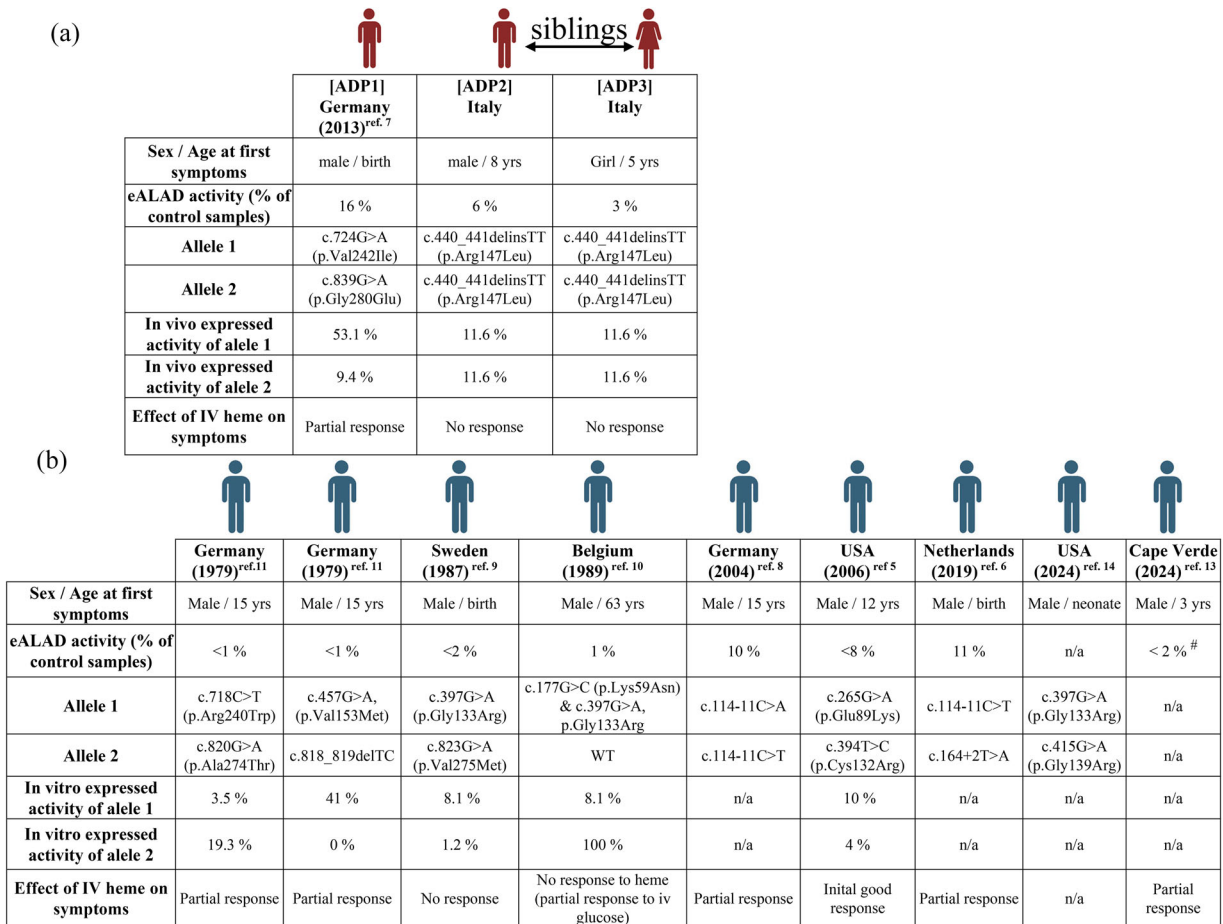 (a)
siblings
[ADP1] Germany (2013)ref. 7 | [ADP2] Italy | [ADP3] Italy
Sex / Age at first symptoms | male / birth | male / 8 yrs | Girl / 5 yrs
eALAD activity (% of control samples) | 16 % | 6 % | 3 %
Allele 1 | c.724G>A (p.Val242Ile) | c.440_441delinsTT (p.Arg147Leu) | c.440_441delinsTT (p.Arg147Leu)
Allele 2 | c.839G>A (p.Gly280Glu) | c.440_441delinsTT (p.Arg147Leu) | c.440_441delinsTT (p.Arg147Leu)
In vivo expressed activity of alele 1 | 53.1 % | 11.6 % | 11.6 %
In vivo expressed activity of alele 2 | 9.4 % | 11.6 % | 11.6 %
Effect of IV heme on symptoms | Partial response | No response | No response
(b)
Germany (1979)ref.11 | Germany (1979)ref. 11 | Sweden (1987)ref. 9 | Belgium (1989)ref. 10 | Germany (2004)ref. 8 | USA (2006)ref 5 | Netherlands (2019)ref. 6 | USA (2024)ref. 14 | Cape Verde (2024)ref. 13
Sex / Age at first symptoms | Male / 15 yrs | Male / 15 yrs | Male / birth | Male / 63 yrs | Male / 15 yrs | Male / 12 yrs | Male / birth | Male / neonate | Male / 3 yrs
eALAD activity (% of control samples) | <1 % | <1 % | <2 % | 1 % | 10 % | <8 % | 11 % | n/a | < 2 % #
Allele 1 | c.718C>T (p.Arg240Trp) | c.457G>A, (p.Val153Met) | c.397G>A (p.Gly133Arg) | c.177G>C (p.Lys59Asn) & c.397G>A, p.Gly133Arg | c.114-11C>A | c.265G>A (p.Glu89Lys) | c.114-11C>T | c.397G>A (p.Gly133Arg) | n/a
Allele 2 | c.820G>A (p.Ala274Thr) | c.818_819delTC | c.823G>A (p.Val275Met) | WT | c.114-11C>T | c.394T>C (p.Cys132Arg) | c.164+2T>A | c.415G>A (p.Gly139Arg) | n/a
In vitro expressed activity of alele 1 | 3.5 % | 41 % | 8.1 % | 8.1 % | n/a | 10 % | n/a | n/a | n/a
In vitro expressed activity of alele 2 | 19.3 % | 0 % | 1.2 % | 100 % | n/a | 4 % | n/a | n/a | n/a
Effect of IV heme on symptoms | Partial response | Partial response | No response | No response to heme (partial response to iv glucose) | Partial response | Inital good response | Partial response | n/a | Partial response